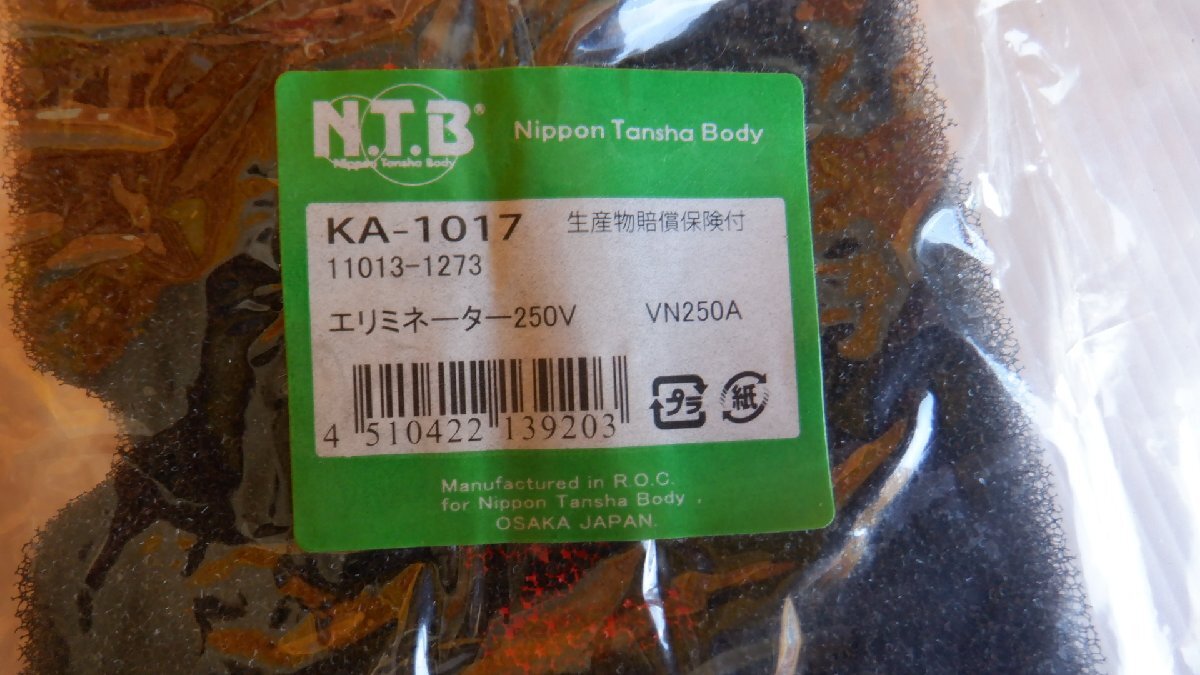 N.T.B®
Nippon Tansha Body
Nippon Tansha Body
KA-1017 生産物賠償保険付
11013-1273
エリミネーター250V VN250A
プラ 紙
4 510422 139203
Manufactured in R.O.C.
for Nippon Tansha Body .
OSAKA JAPAN.